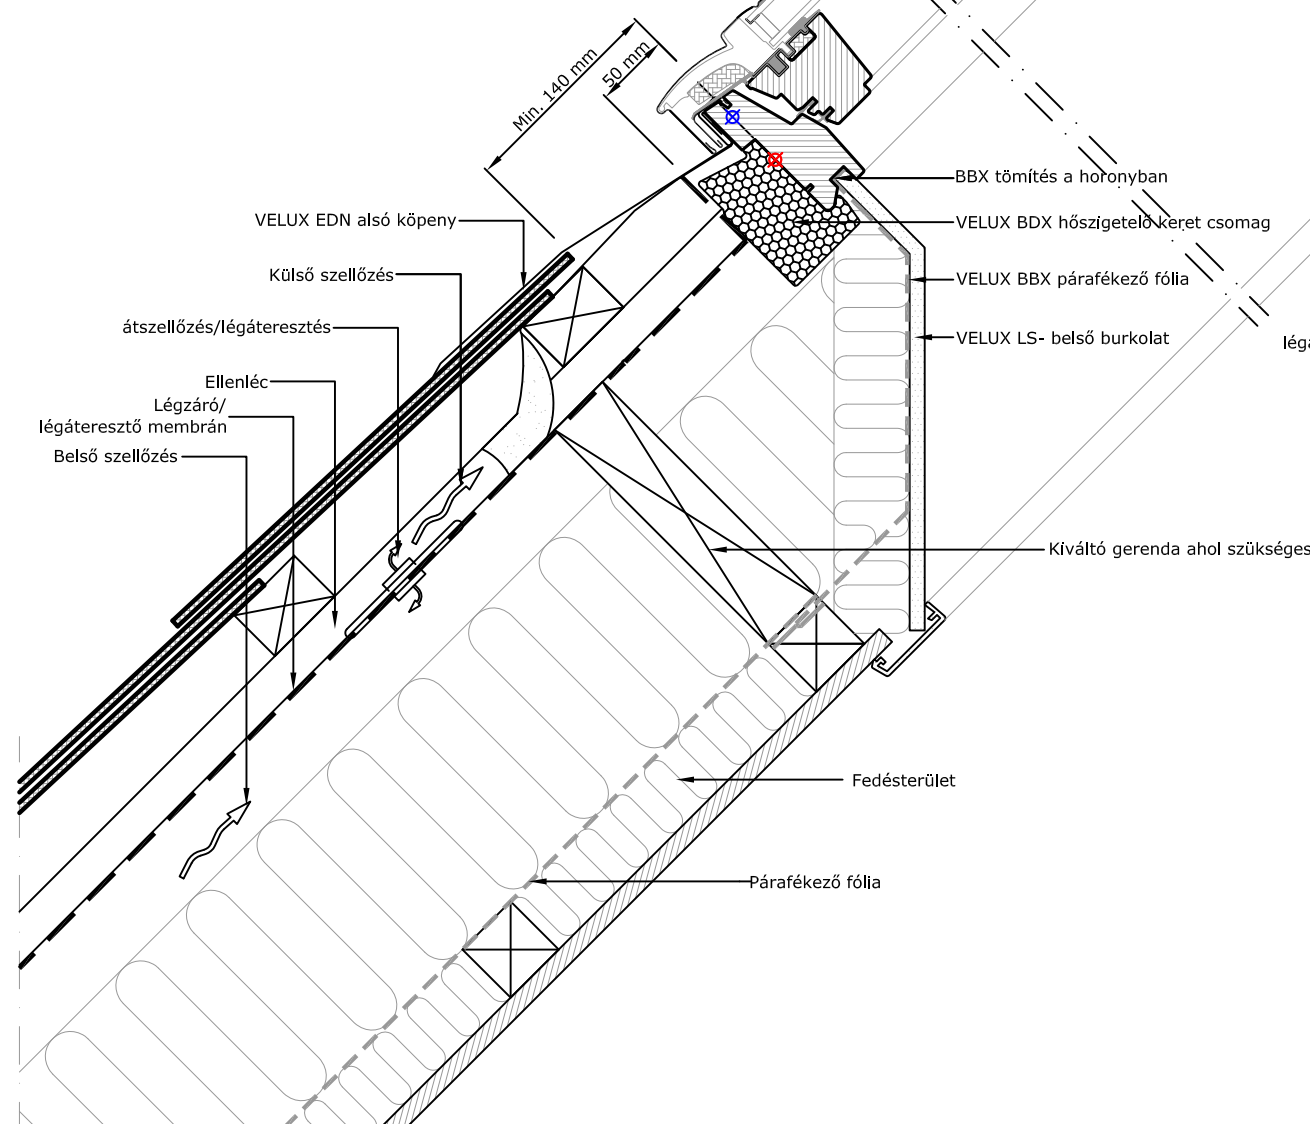 Min. 140 mm
50 mm
BBX tömítés a horonyban
VELUX EDN alsó köpeny
VELUX BDX hőszigetelő keret csomag
Külső szellőzés
VELUX BBX párafékező fólia
átszellőzés/légáteresztés
VELUX LS- belső burkolat
légá
Ellenléc
Légzáró/
légáteresztő membrán
Belső szellőzés
Kiváltó gerenda ahol szükséges
Fedésterület
Párafékező fólia